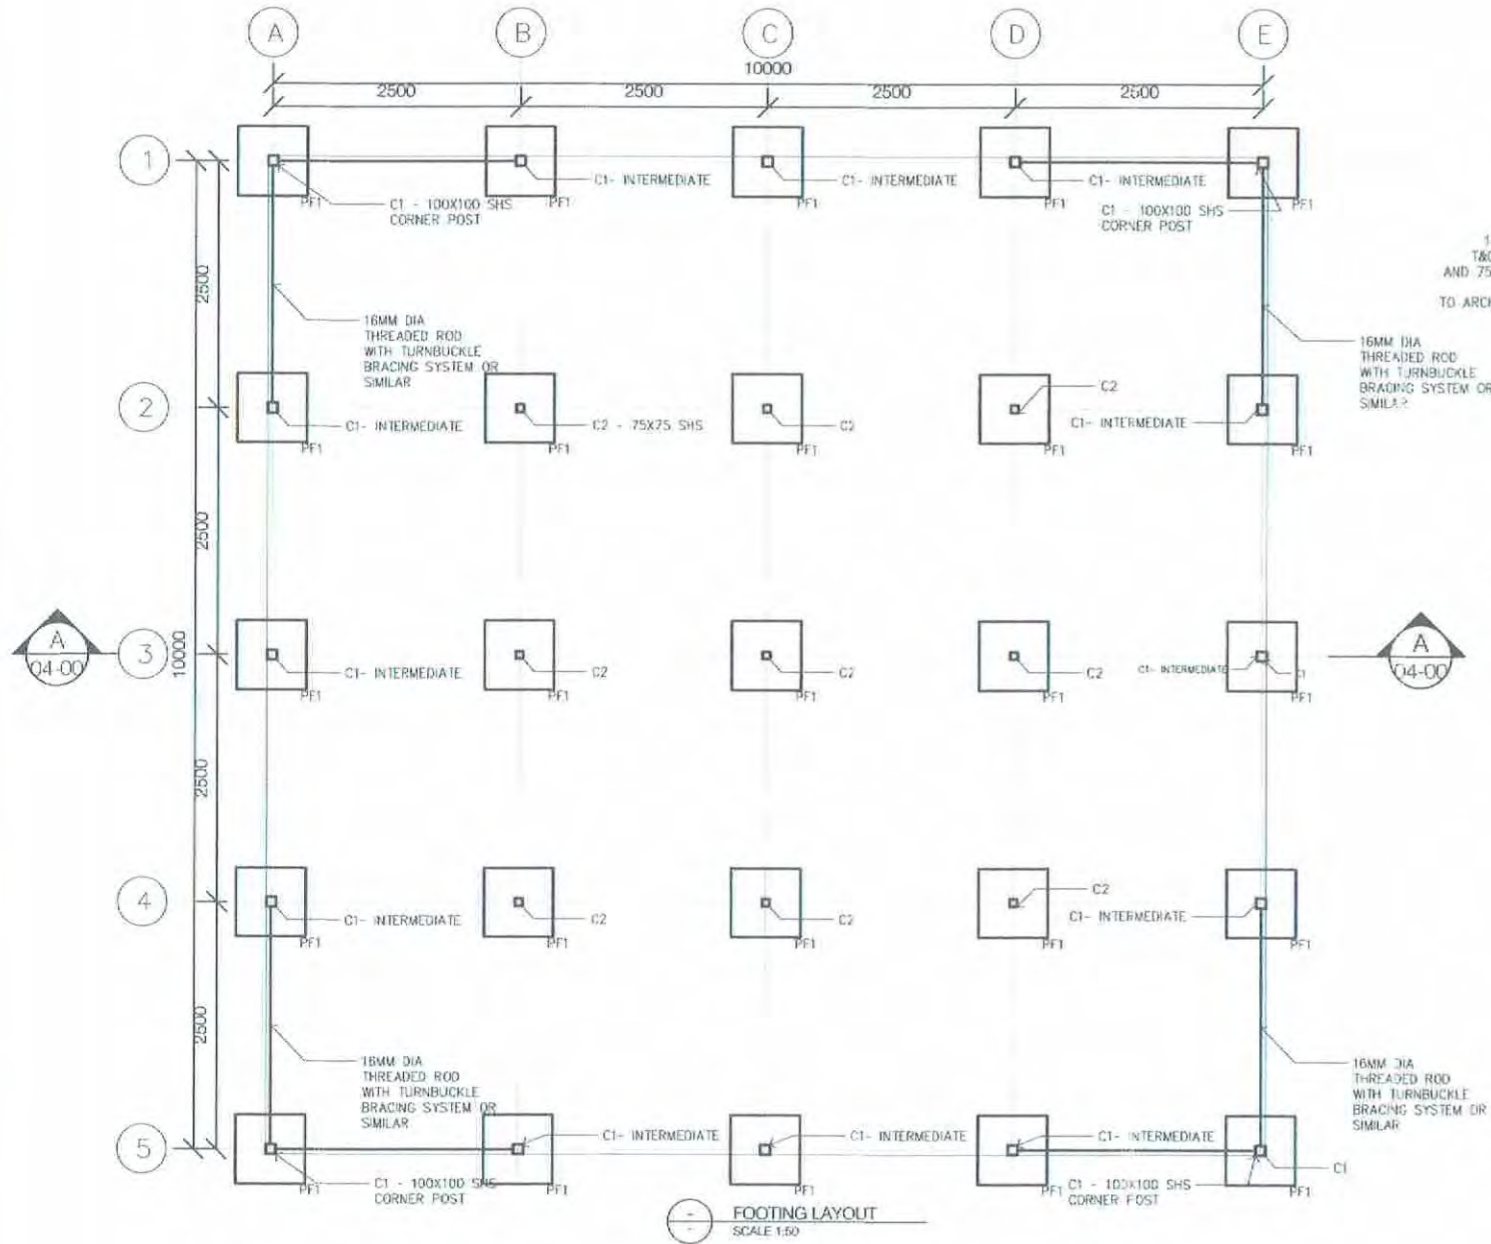 A B C D E
10000
2500 2500 2500 2500
1
C1- INTERMEDIATE C1- INTERMEDIATE C1- INTERMEDIATE
PF1 PF1 PF1 PF1 PF1
C1 - 100X100 SHS
CORNER POST
C1 - 100X100 SHS
CORNER POST
2500
AND 75
16MM DIA
THREADED ROD
WITH TURNBUCKLE
BRACING SYSTEM OR
SIMILAR
16MM DIA
THREADED ROD
WITH TURNBUCKLE
BRACING SYSTEM OR
SIMILAR
2
C1- INTERMEDIATE C2 - 75X75 SHS C2 C2 C1- INTERMEDIATE
PF1 PF1 PF1 PF1 PF1
2500
A
04-00
3
10000
C1- INTERMEDIATE C2 C2 C2 C1- INTERMEDIATE
PF1 PF1 PF1 PF1 PF1
A
04-00
2500
4
C1- INTERMEDIATE C2 C2 C2 C1- INTERMEDIATE
PF1 PF1 PF1 PF1 PF1
2500
16MM DIA
THREADED ROD
WITH TURNBUCKLE
BRACING SYSTEM OR
SIMILAR
16MM DIA
THREADED ROD
WITH TURNBUCKLE
BRACING SYSTEM OR
SIMILAR
5
C1- INTERMEDIATE C1- INTERMEDIATE C1- INTERMEDIATE C1
PF1 PF1 PF1 PF1 PF1
C1 - 100X100 SHS
CORNER POST
C1 - 100X100 SHS
CORNER POST
FOOTING LAYOUT
SCALE 1:50